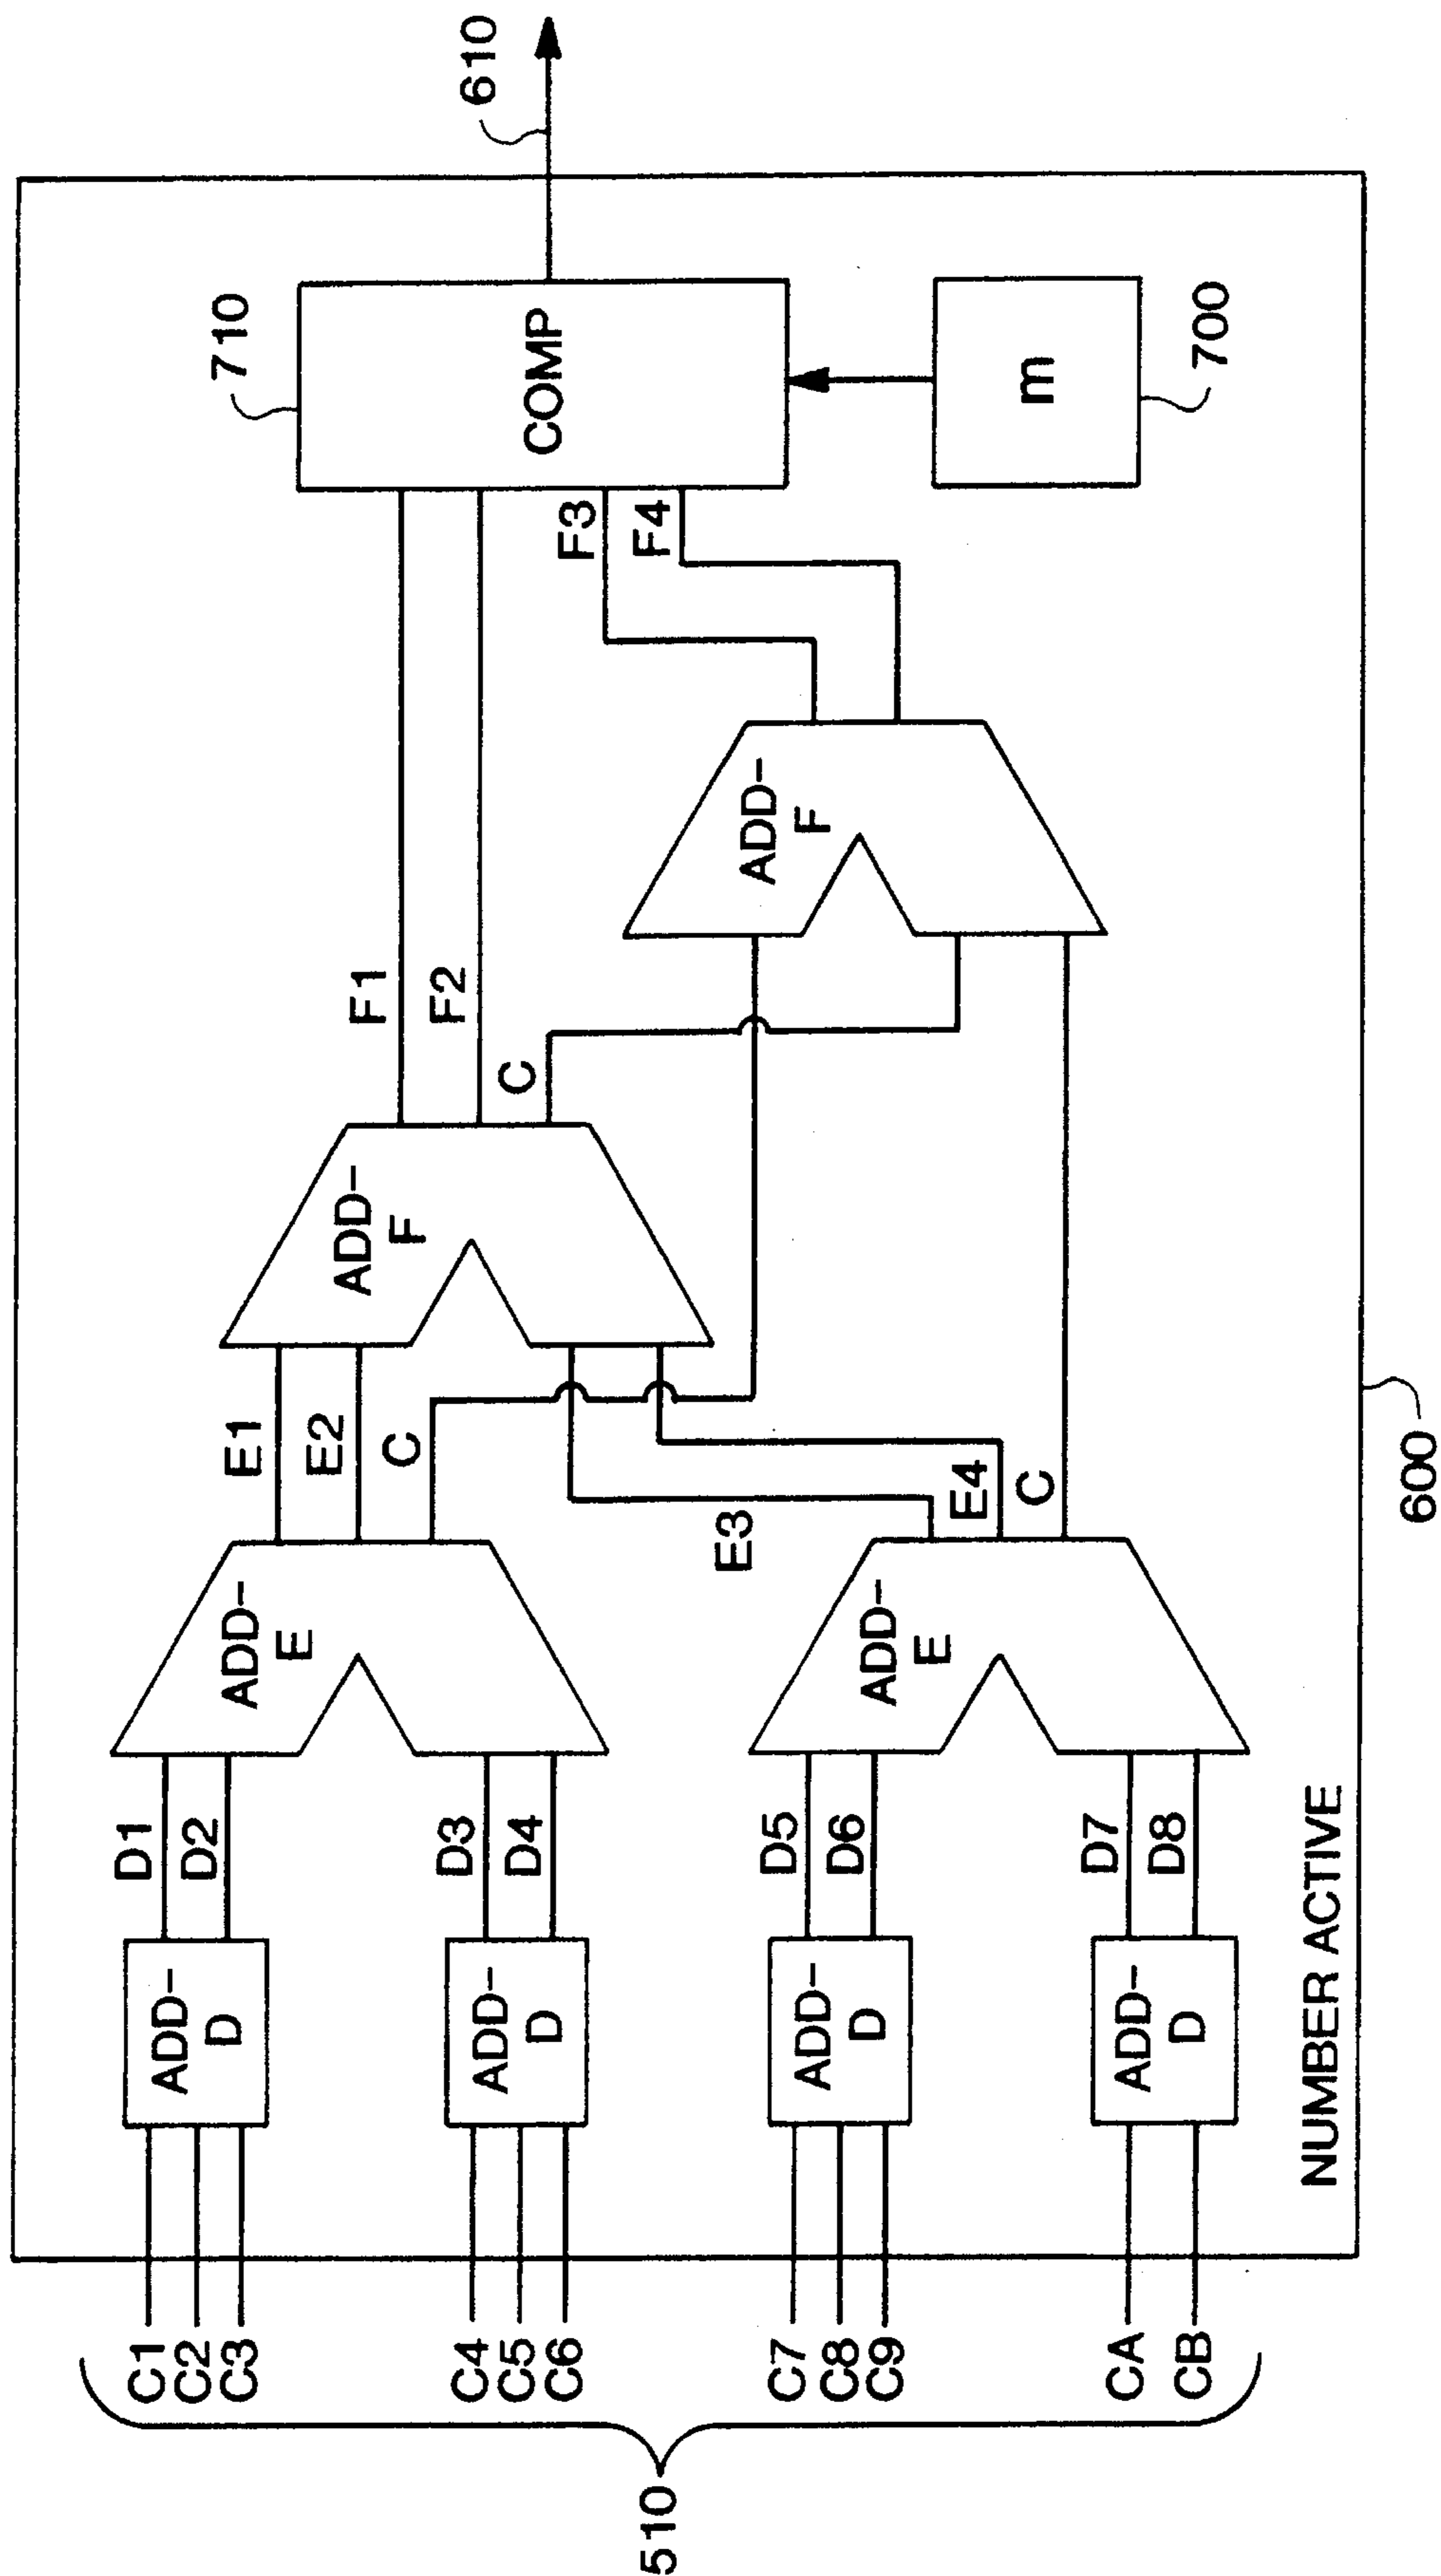 510
C1
C2
C3
C4
C5
C6
C7
C8
C9
CA
CB
ADD-
D
ADD-
D
ADD-
D
ADD-
D
D1
D2
D3
D4
D5
D6
D7
D8
ADD-
E
ADD-
E
E1
E2
C
E3
E4
C
ADD-
F
F1
F2
C
ADD-
F
F3
F4
710
COMP
m
700
610
NUMBER ACTIVE
600